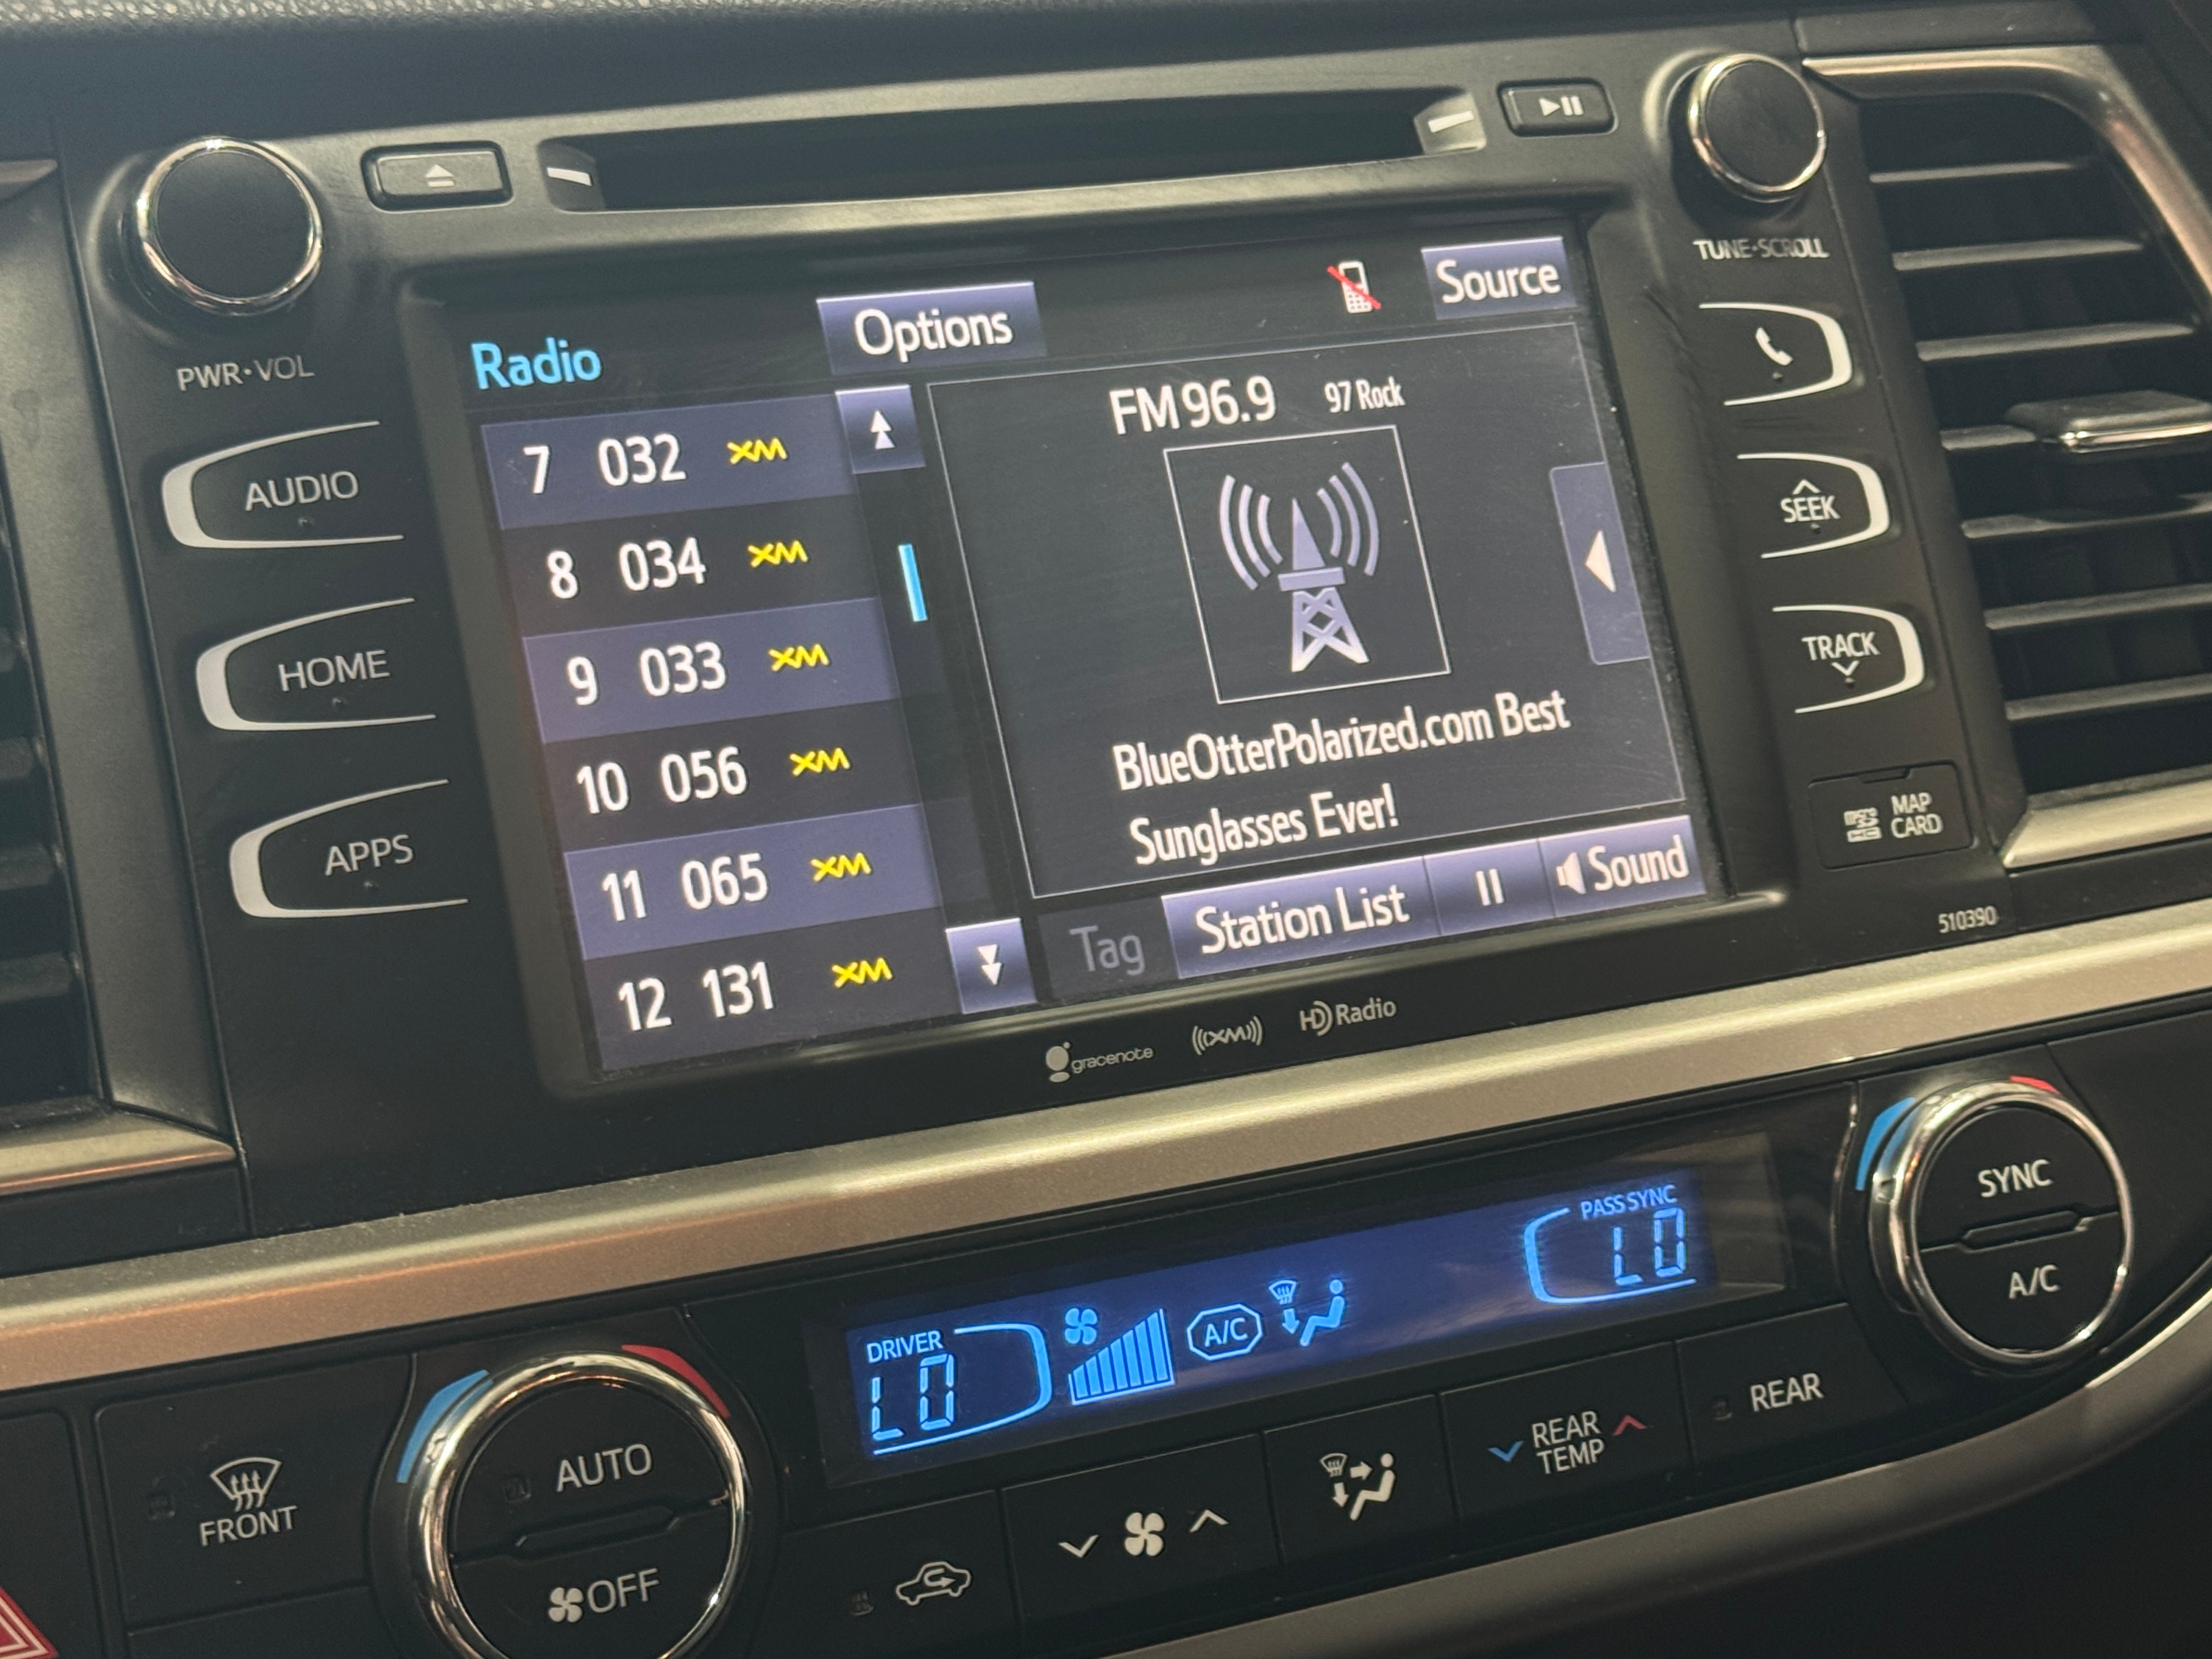 PWR·VOL
AUDIO
HOME
APPS
Radio
Options
Source
7 032 XM
8 034 XM
9 033 XM
10 056 XM
11 065 XM
12 131 XM
FM 96.9 97 Rock
BlueOtterPolarized.com Best
Sunglasses Ever!
Tag
Station List
Sound
gracenote
((XM))
HD Radio
TUNE·SCROLL
SEEK
TRACK
MAP
CARD
510390
DRIVER
LO
A/C
PASS SYNC
LO
SYNC
A/C
FRONT
AUTO
OFF
REAR
TEMP
REAR